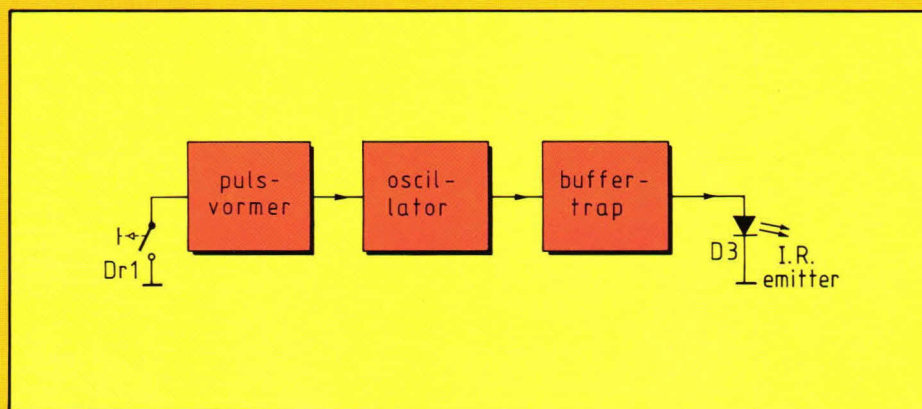 puls-
vormer
oscil-
lator
buffer-
trap
Dr1
D3
I.R.
emitter